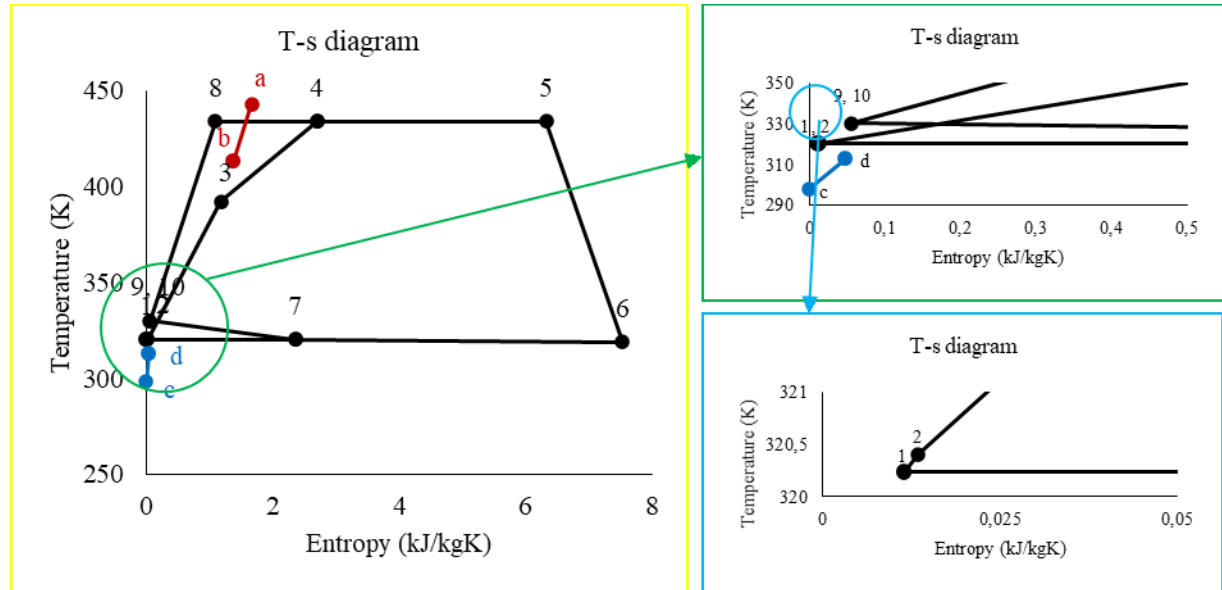 T-s diagram
Temperature (K)
450
400
350
300
250
8
a
4
5
b
3
9, 10
1, 2
7
6
d
c
0
2
4
6
8
Entropy (kJ/kgK)
T-s diagram
Temperature (K)
350
330
310
290
9, 10
1, 2
d
c
0
0, 1
0, 2
0, 3
0, 4
0, 5
Entropy (kJ/kgK)
T-s diagram
Temperature (K)
321
320,5
320
2
1
0
0,025
0,05
Entropy (kJ/kgK)